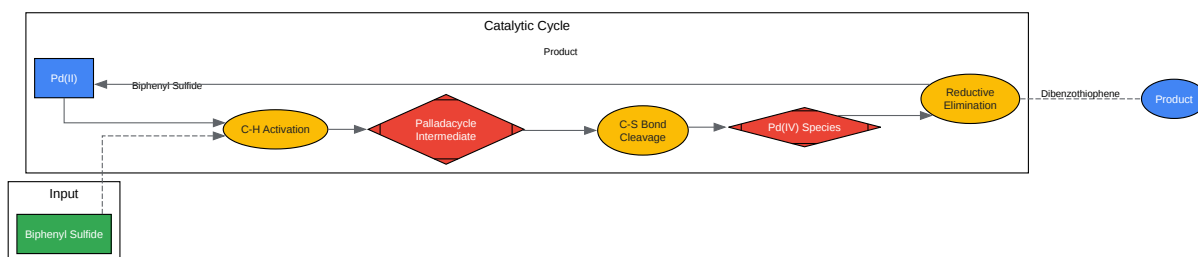 Catalytic Cycle
Product
Pd(II)
Biphenyl Sulfide
Reductive
Elimination
Dibenzothiophene
Product
C-H Activation
Palladacycle
Intermediate
C-S Bond
Cleavage
Pd(IV) Species
Input
Biphenyl Sulfide